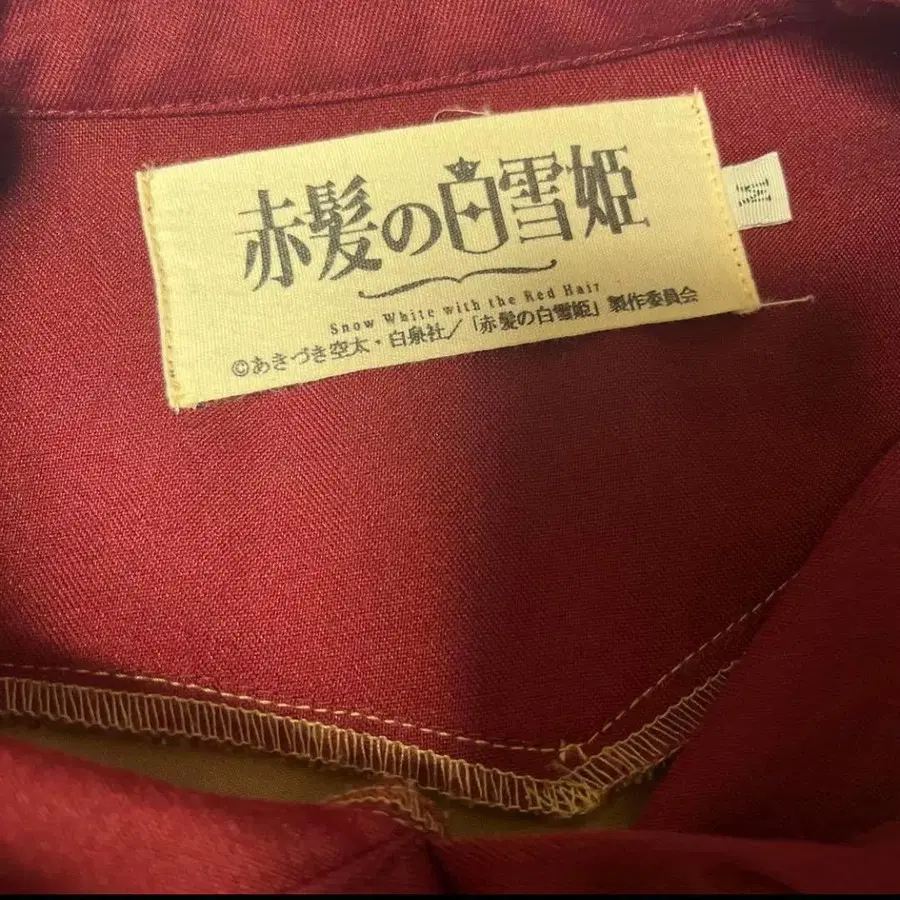 赤髪の白雪姫
Snow White with the Red Hair
©あきづき空太・白泉社/「赤髪の白雪姫」製作委員会
M